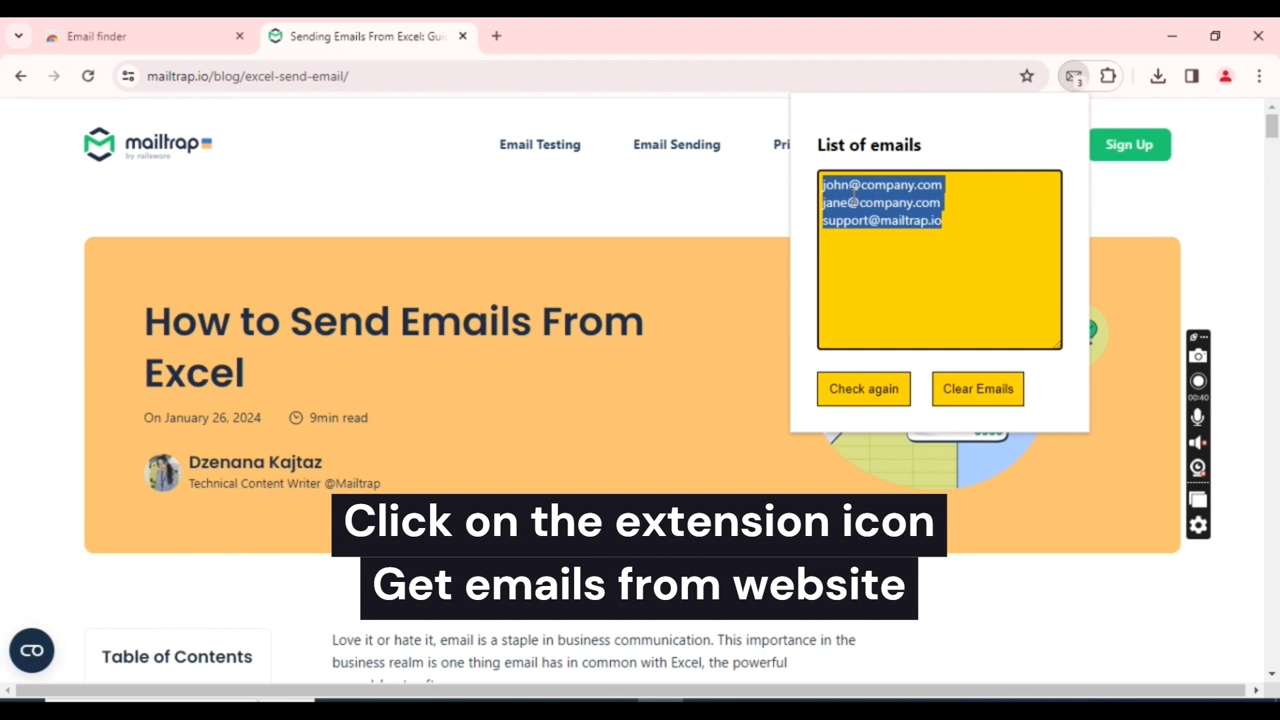 Email finder
Sending Emails From Excel: Gui
mailtrap.io/blog/excel-send-email/
3
mailtrap
by railsware
Email Testing
Email Sending
Pri
Sign Up
List of emails
john@company.com
jane@company.com
support@mailtrap.io
Check again
Clear Emails
How to Send Emails From
Excel
On January 26, 2024
9min read
Dzenana Kajtaz
Technical Content Writer @Mailtrap
00:40
Click on the extension icon
Get emails from website
Table of Contents
Love it or hate it, email is a staple in business communication. This importance in the
business realm is one thing email has in common with Excel, the powerful